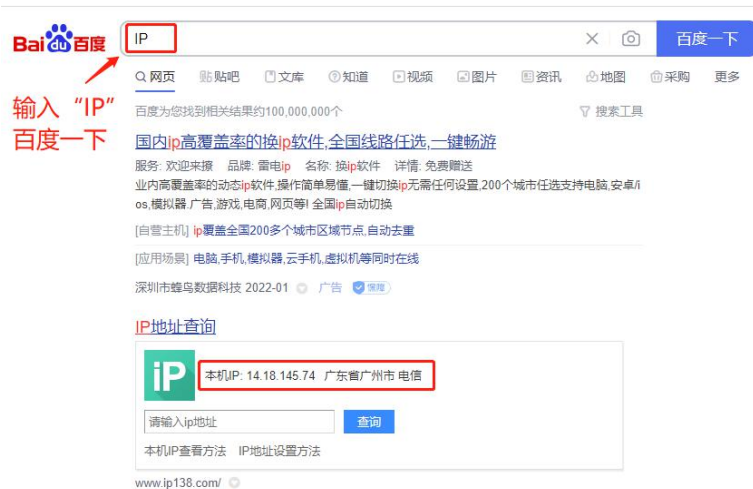 Bai du 百度
IP
百度一下
网页 贴吧 文库 知道 视频 图片 资讯 地图 采购 更多
输入“IP”
百度一下
百度为您找到相关结果约100,000,000个
搜索工具
国内ip高覆盖率的换ip软件,全国线路任选,一键畅游
服务: 欢迎来撩 品牌: 雷电ip 名称: 换ip软件 详情: 免费赠送
业内高覆盖率的动态ip软件,操作简单易懂,一键切换ip无需任何设置,200个城市任选支持电脑,安卓/i
os,模拟器.广告,游戏,电商,网页等! 全国ip自动切换
[自营主机] ip覆盖全国200多个城市区域节点,自动去重
[应用场景] 电脑,手机,模拟器,云手机,虚拟机等同时在线
深圳市蜂鸟数据科技 2022-01 广告 保障
IP地址查询
iP
本机IP: 14.18.145.74 广东省广州市 电信
请输入ip地址 查询
本机IP查看方法 IP地址设置方法
www.ip138.com/